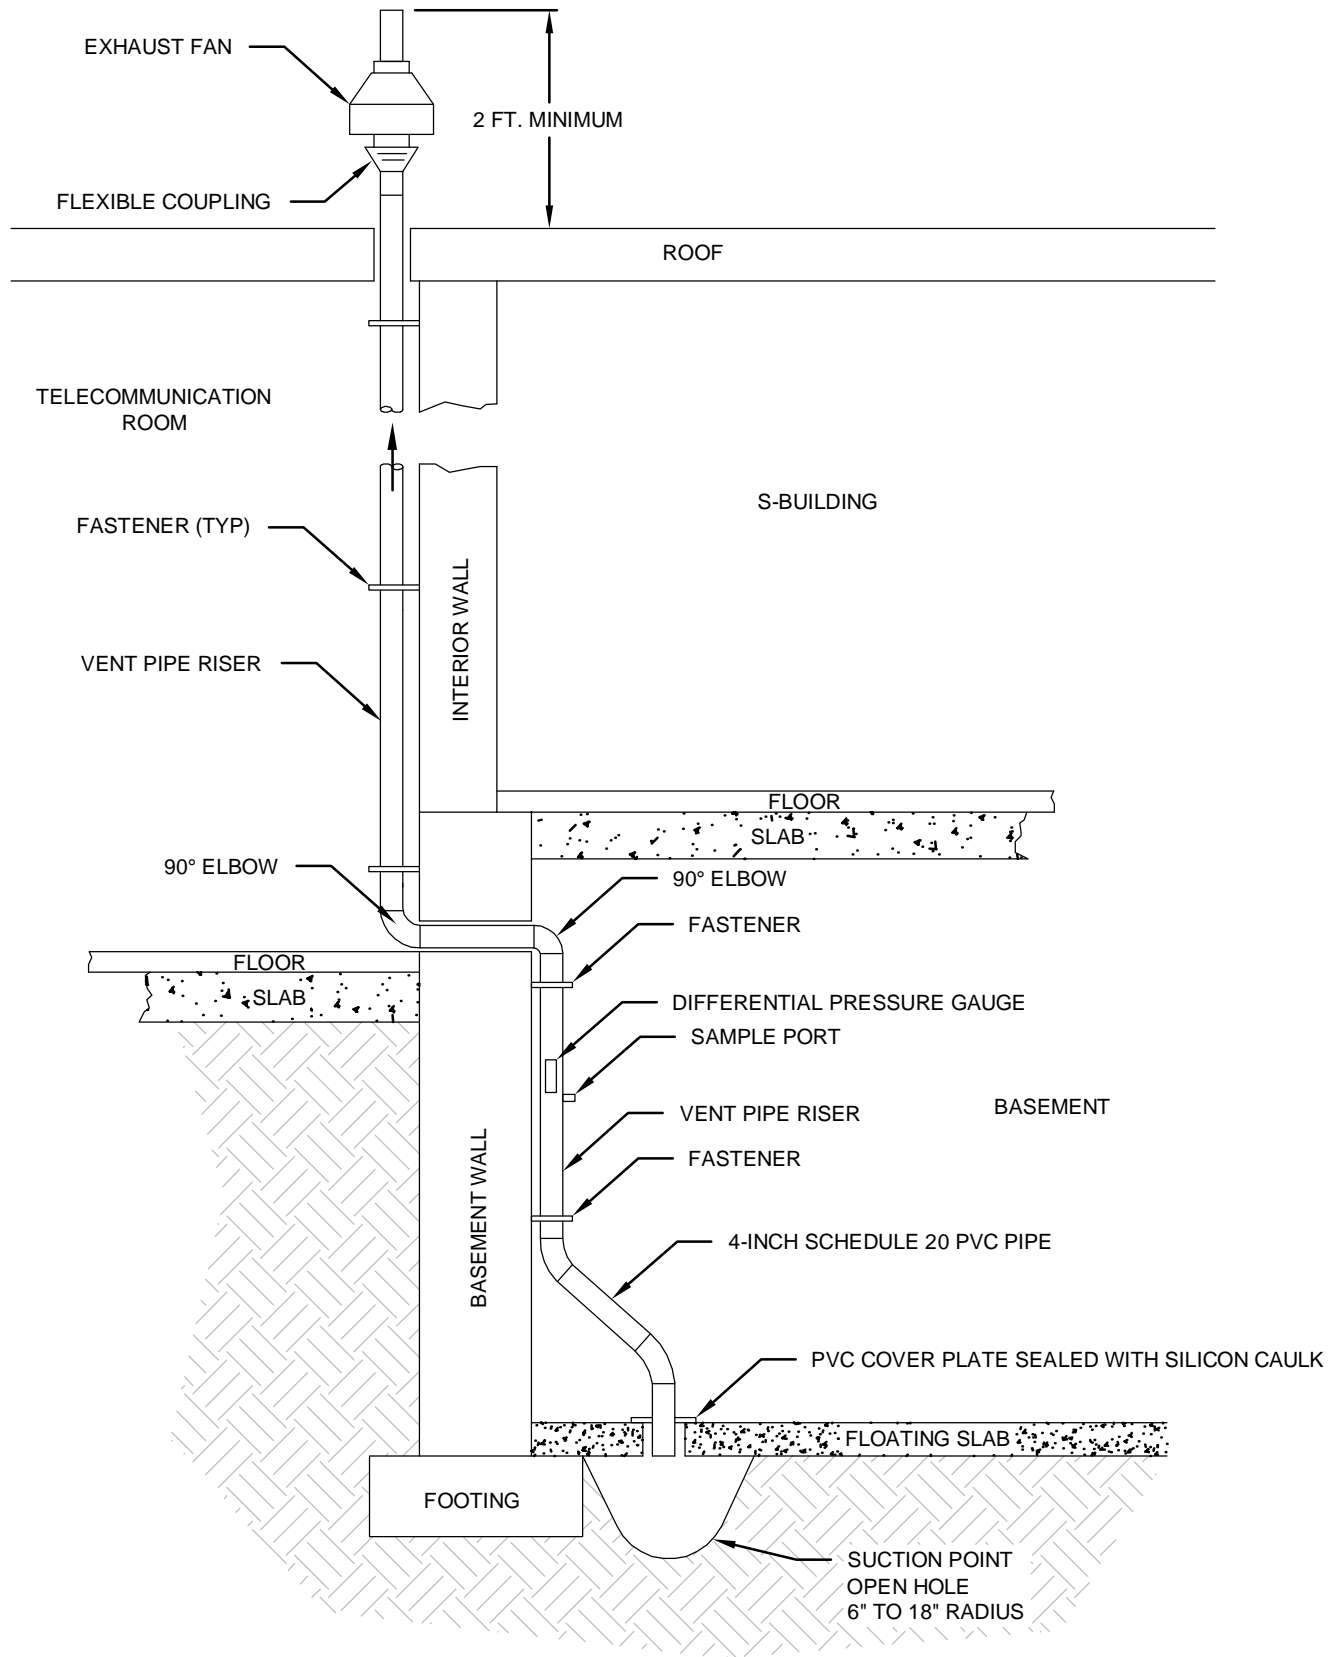 EXHAUST FAN
2 FT. MINIMUM
FLEXIBLE COUPLING
ROOF
TELECOMMUNICATION
ROOM
S-BUILDING
FASTENER (TYP)
INTERIOR WALL
VENT PIPE RISER
FLOOR
SLAB
90° ELBOW
90° ELBOW
FASTENER
FLOOR
SLAB
DIFFERENTIAL PRESSURE GAUGE
SAMPLE PORT
VENT PIPE RISER
BASEMENT
FASTENER
BASEMENT WALL
4-INCH SCHEDULE 20 PVC PIPE
PVC COVER PLATE SEALED WITH SILICON CAULK
FLOATING SLAB
FOOTING
SUCTION POINT
OPEN HOLE
6" TO 18" RADIUS